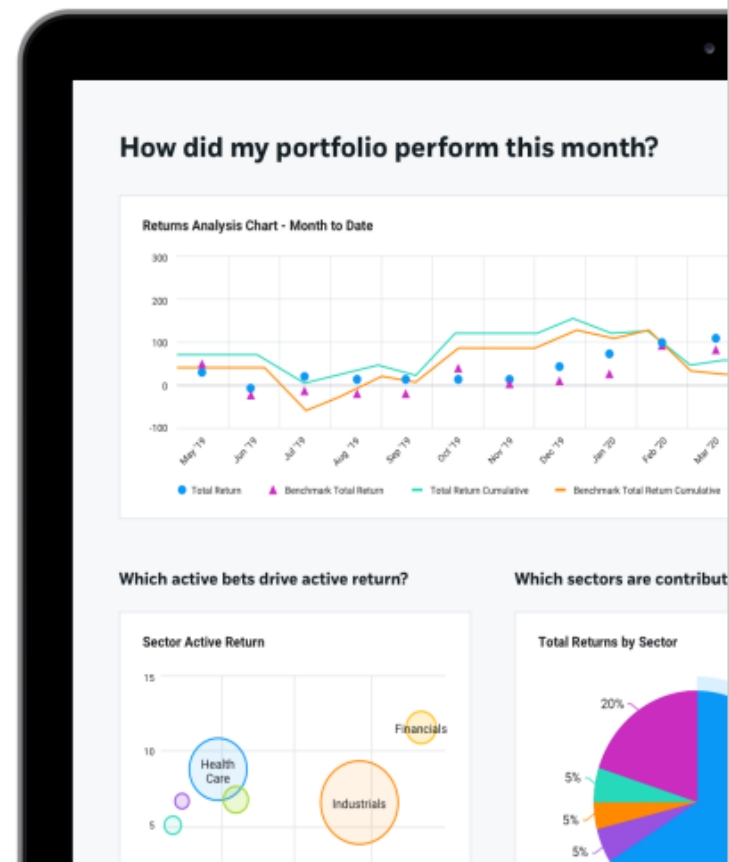 How did my portfolio perform this month?
Returns Analysis Chart - Month to Date
300
200
100
0
-100
May '19 Jun '19 Jul '19 Aug '19 Sep '19 Oct '19 Nov '19 Dec '19 Jan '20 Feb '20 Mar '20
Total Return Benchmark Total Return Total Return Cumulative Benchmark Total Return Cumulative
Which active bets drive active return?
Which sectors are contribut
Sector Active Return
15
10
5
Financials
Health
Care
Industrials
Total Returns by Sector
20%
5%
5%
5%